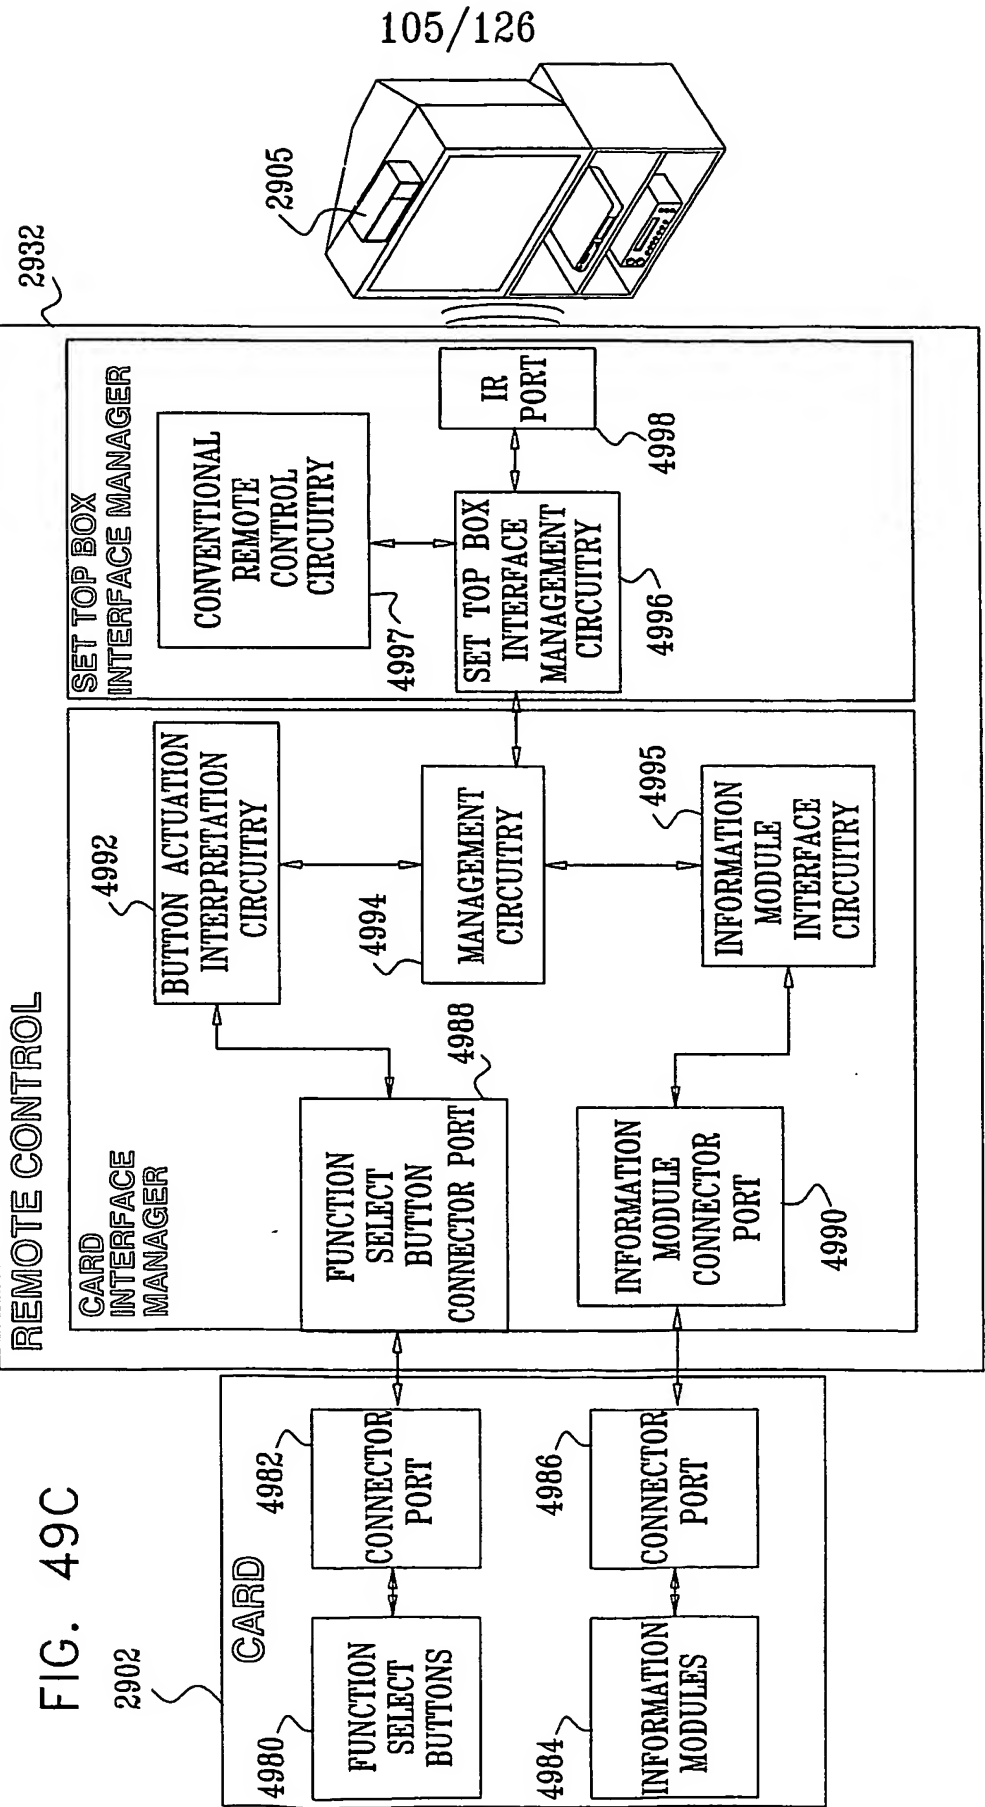 105/126
FIG. 49C
2902
CARD
4980
FUNCTION
SELECT
BUTTONS
4982
CONNECTOR
PORT
4984
INFORMATION
MODULES
4986
CONNECTOR
PORT
REMOTE CONTROL
2932
CARD
INTERFACE
MANAGER
FUNCTION
SELECT
BUTTON
CONNECTOR PORT
4988
INFORMATION
MODULE
CONNECTOR
PORT
4990
4992
BUTTON ACTUATION
INTERPRETATION
CIRCUITRY
4994
MANAGEMENT
CIRCUITRY
4995
INFORMATION
MODULE
INTERFACE
CIRCUITRY
SET TOP BOX
INTERFACE MANAGER
CONVENTIONAL
REMOTE
CONTROL
CIRCUITRY
4997
SET TOP BOX
INTERFACE
MANAGEMENT
CIRCUITRY
4996
IR
PORT
4998
2905